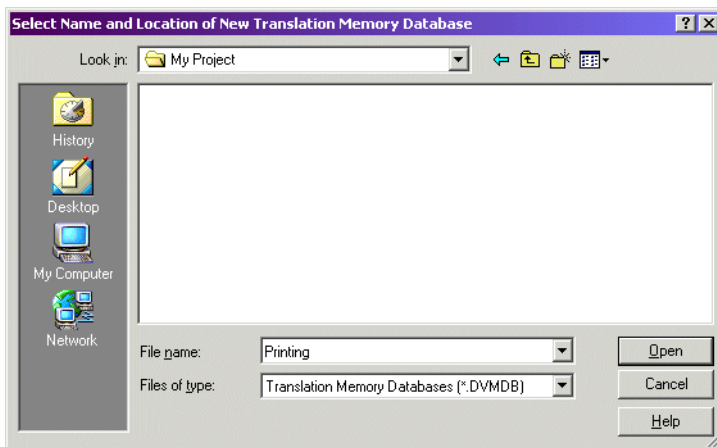 Select Name and Location of New Translation Memory Database
Look in: My Project
History
Desktop
My Computer
Network
File name: Printing Open
Files of type: Translation Memory Databases (*.DVMDB) Cancel
Help